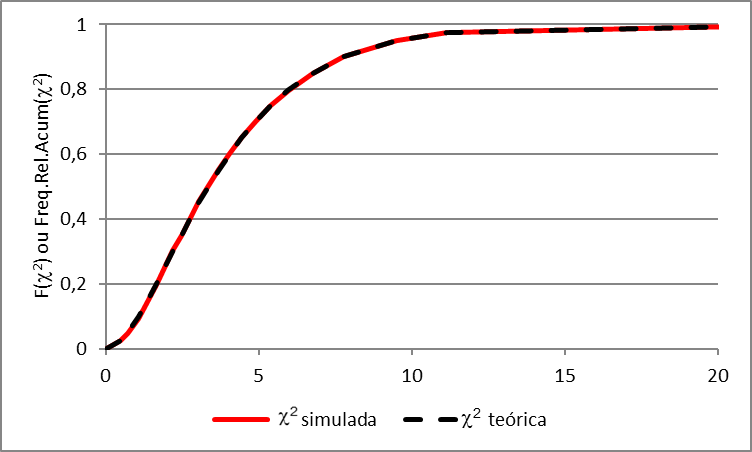 F(χ²) ou Freq.Rel.Acum(χ²)
1
0,8
0,6
0,4
0,2
0
0 5 10 15 20
χ² simulada χ² teórica